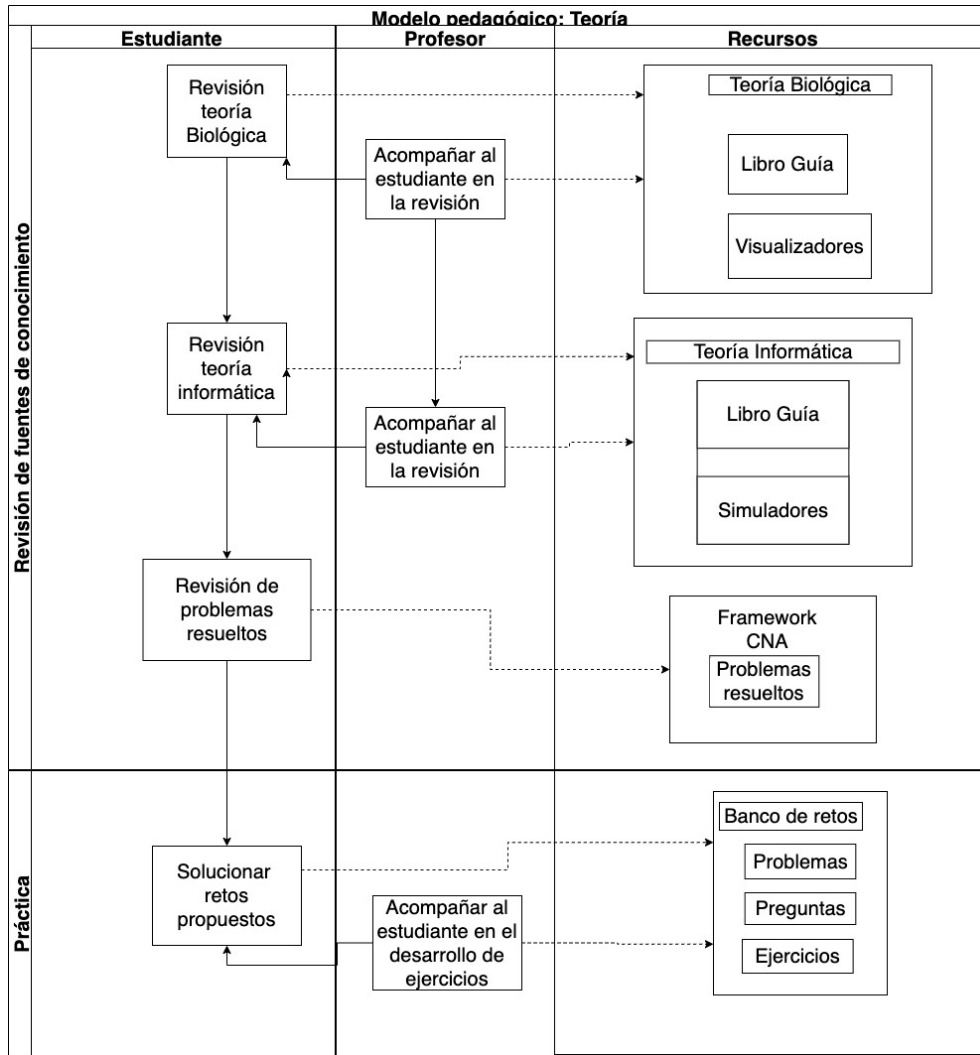 Modelo pedagógico: Teoría
Estudiante
Profesor
Recursos
Revisión de fuentes de conocimiento
Revisión
teoría
Biológica
Acompañar al
estudiante en
la revisión
Teoría Biológica
Libro Guía
Visualizadores
Revisión
teoría
informática
Acompañar al
estudiante en
la revisión
Teoría Informática
Libro Guía
Simuladores
Revisión de
problemas
resueltos
Framework
CNA
Problemas
resueltos
Práctica
Solucionar
retos
propuestos
Acompañar al
estudiante en el
desarrollo de
ejercicios
Banco de retos
Problemas
Preguntas
Ejercicios